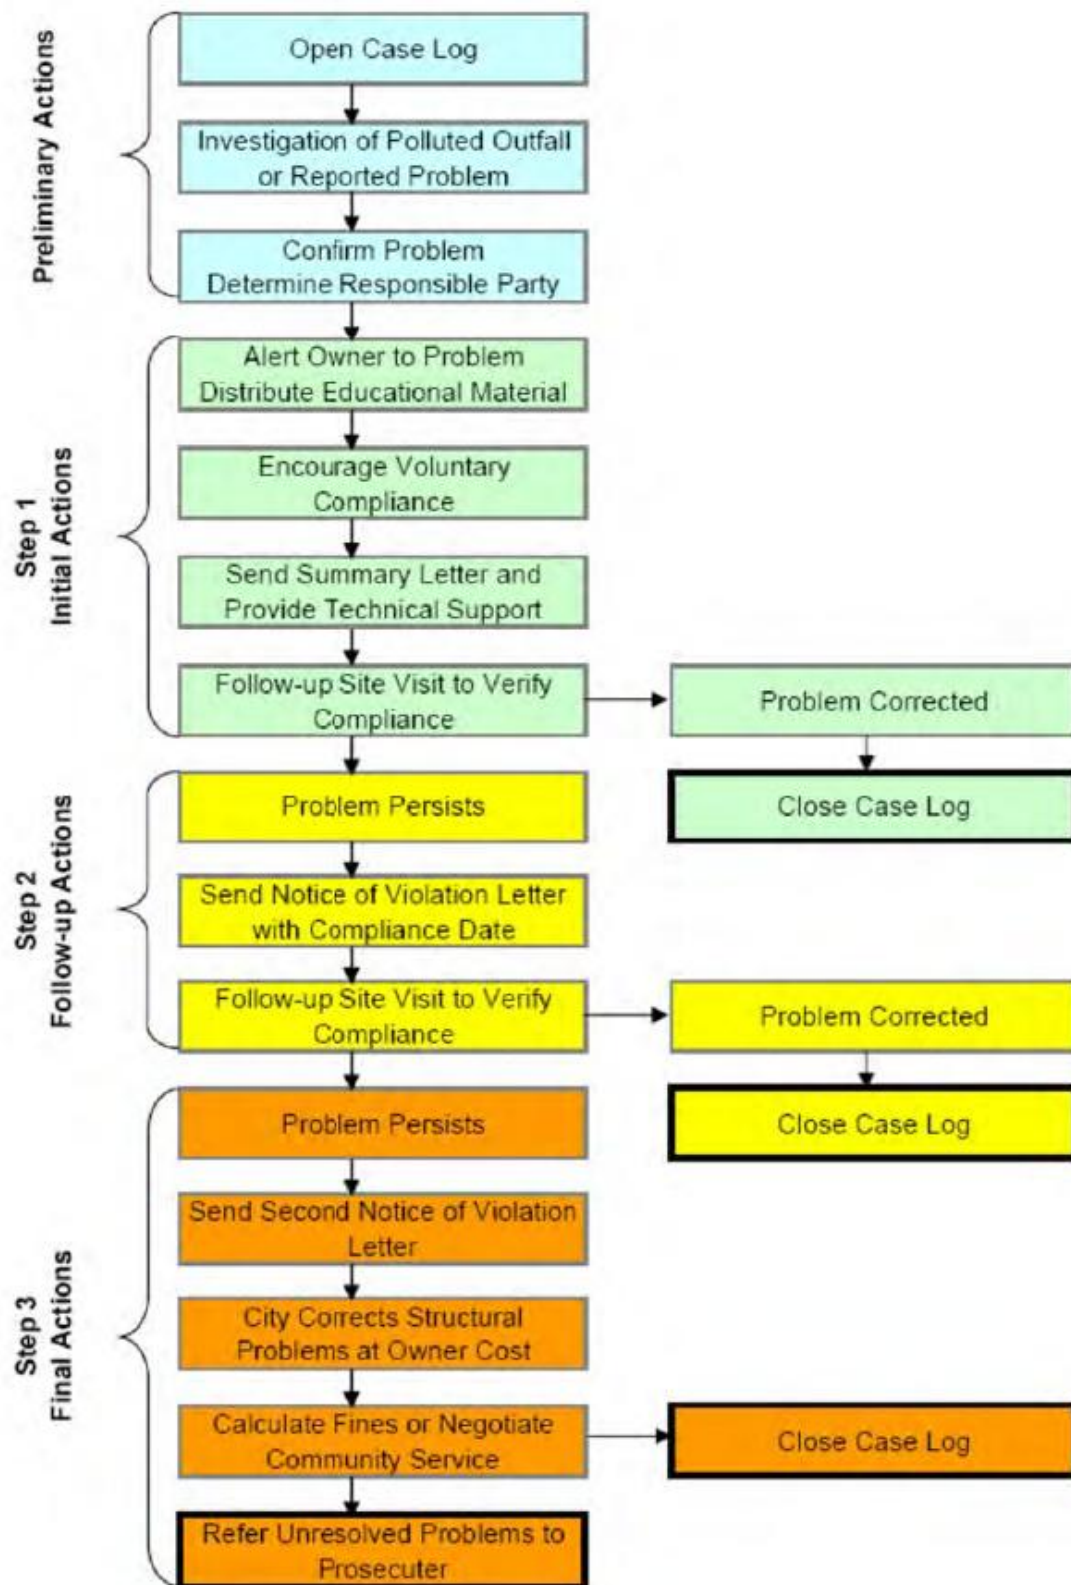 Preliminary Actions
Open Case Log
Investigation of Polluted Outfall
or Reported Problem
Confirm Problem
Determine Responsible Party
Step 1
Initial Actions
Alert Owner to Problem
Distribute Educational Material
Encourage Voluntary
Compliance
Send Summary Letter and
Provide Technical Support
Follow-up Site Visit to Verify
Compliance
Problem Corrected
Close Case Log
Step 2
Follow-up Actions
Problem Persists
Send Notice of Violation Letter
with Compliance Date
Follow-up Site Visit to Verify
Compliance
Problem Corrected
Close Case Log
Step 3
Final Actions
Problem Persists
Send Second Notice of Violation
Letter
City Corrects Structural
Problems at Owner Cost
Calculate Fines or Negotiate
Community Service
Close Case Log
Refer Unresolved Problems to
Prosecuter